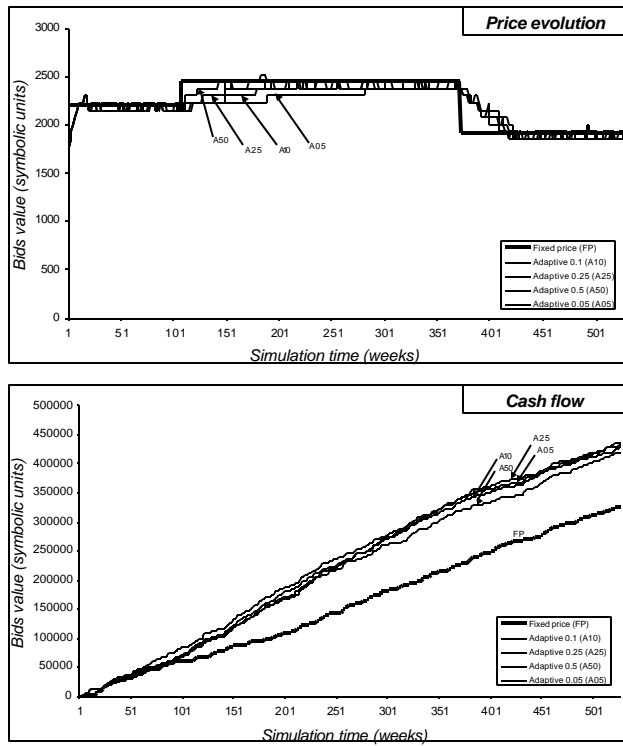 Price evolution
3000
2500
2000
1500
1000
500
0
Bids value (symbolic units)
A50
A25
A10
A05
Fixed price (FP)
Adaptive 0.1 (A10)
Adaptive 0.25 (A25)
Adaptive 0.5 (A50)
Adaptive 0.05 (A05)
1 51 101 151 201 251 301 351 401 451 501
Simulation time (weeks)
Cash flow
500000
450000
400000
350000
300000
250000
200000
150000
100000
50000
0
Bids value (symbolic units)
A10
A25
A50
A05
FP
Fixed price (FP)
Adaptive 0.1 (A10)
Adaptive 0.25 (A25)
Adaptive 0.5 (A50)
Adaptive 0.05 (A05)
1 51 101 151 201 251 301 351 401 451 501
Simulation time (weeks)